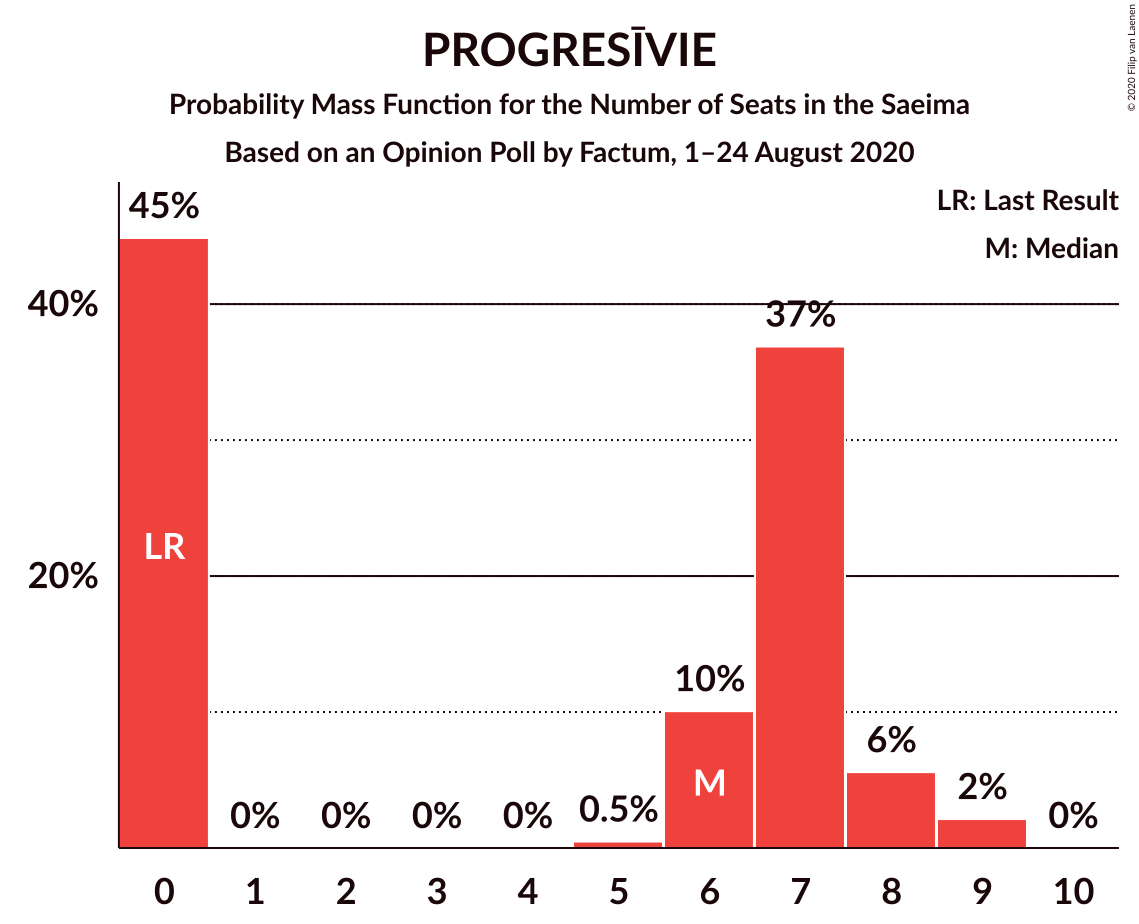 PROGRESĪVIE
Probability Mass Function for the Number of Seats in the Saeima
Based on an Opinion Poll by Factum, 1–24 August 2020
© 2020 Filip van Laenen
LR: Last Result
M: Median
45%
40%
37%
LR
20%
10%
6%
M
2%
0%
0%
0%
0%
0.5%
0%
0 1 2 3 4 5 6 7 8 9 10